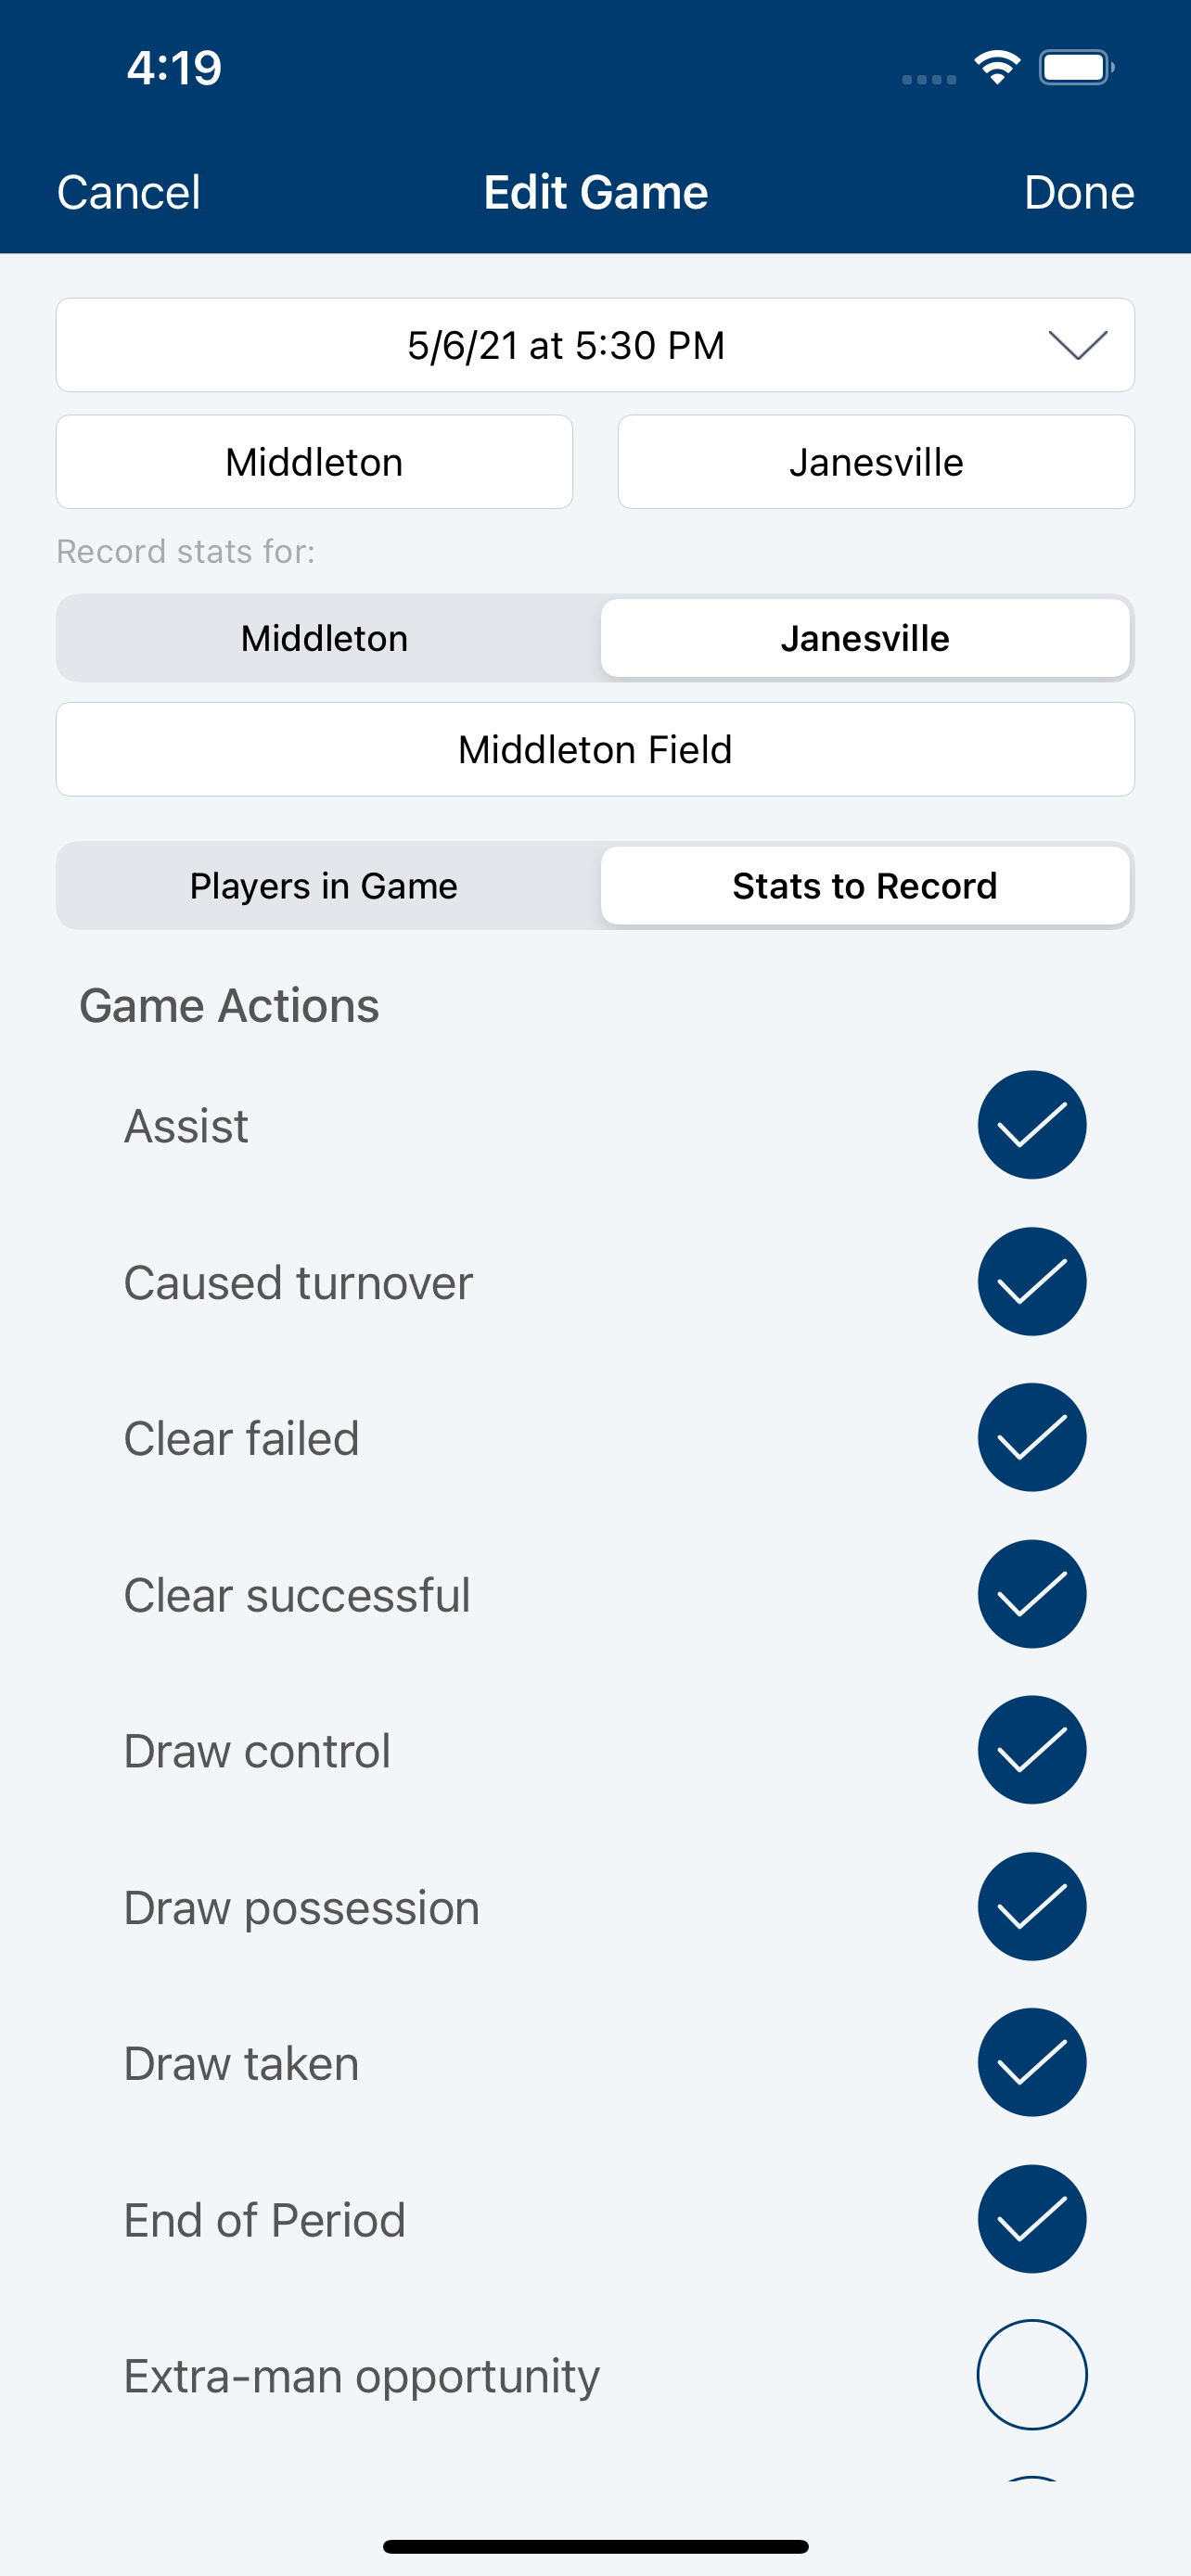 4:19
Cancel Edit Game Done
5/6/21 at 5:30 PM
Middleton Janesville
Record stats for:
Middleton Janesville
Middleton Field
Players in Game Stats to Record
Game Actions
Assist
Caused turnover
Clear failed
Clear successful
Draw control
Draw possession
Draw taken
End of Period
Extra-man opportunity